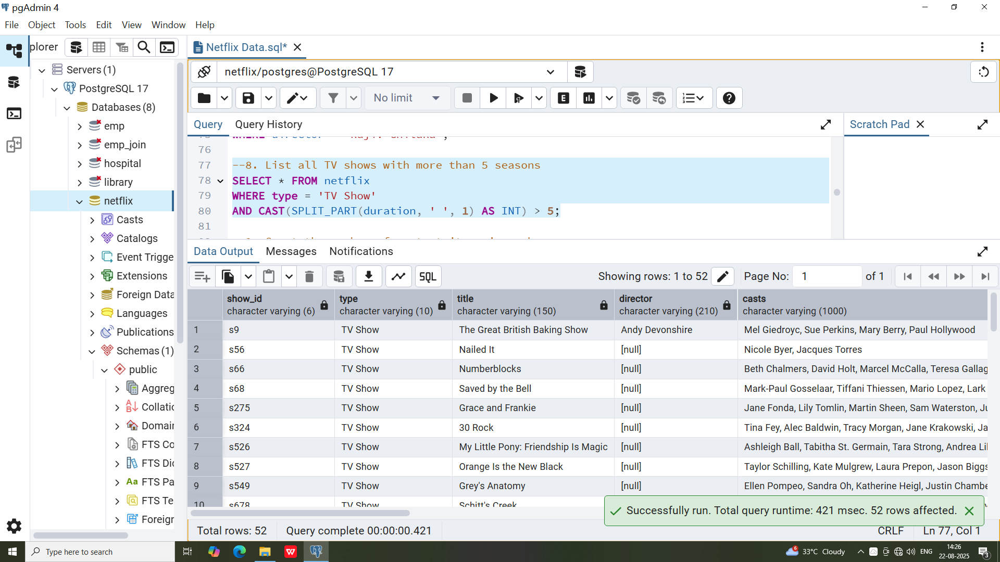 pgAdmin 4
File Object Tools Edit View Window Help
plorer
Netflix Data.sql*
Servers (1)
PostgreSQL 17
Databases (8)
emp
emp_join
hospital
library
netflix
Casts
Catalogs
Event Trigge
Extensions
Foreign Data
Languages
Publications
Schemas (1)
public
Aggreg
Collatio
Domain
FTS Co
FTS Dic
Aa FTS Pa
FTS Te
Foreign
netflix/postgres@PostgreSQL 17
No limit
E
Query Query History
Scratch Pad
76
77 --8. List all TV shows with more than 5 seasons
78 SELECT * FROM netflix
79 WHERE type = 'TV Show'
80 AND CAST(SPLIT_PART(duration, ' ', 1) AS INT) > 5;
81
Data Output Messages Notifications
SQL
Showing rows: 1 to 52
Page No: 1 of 1
show_id type title director casts
character varying (6) character varying (10) character varying (150) character varying (210) character varying (1000)
1 s9 TV Show The Great British Baking Show Andy Devonshire Mel Giedroyc, Sue Perkins, Mary Berry, Paul Hollywood
2 s56 TV Show Nailed It [null] Nicole Byer, Jacques Torres
3 s66 TV Show Numberblocks [null] Beth Chalmers, David Holt, Marcel McCalla, Teresa Gallag
4 s68 TV Show Saved by the Bell [null] Mark-Paul Gosselaar, Tiffani Thiessen, Mario Lopez, Lark
5 s275 TV Show Grace and Frankie [null] Jane Fonda, Lily Tomlin, Martin Sheen, Sam Waterston, Ju
6 s324 TV Show 30 Rock [null] Tina Fey, Alec Baldwin, Tracy Morgan, Jane Krakowski, Ja
7 s526 TV Show My Little Pony: Friendship Is Magic [null] Ashleigh Ball, Tabitha St. Germain, Tara Strong, Andrea Li
8 s527 TV Show Orange Is the New Black [null] Taylor Schilling, Kate Mulgrew, Laura Prepon, Jason Biggs
9 s549 TV Show Grey's Anatomy [null] Ellen Pompeo, Sandra Oh, Katherine Heigl, Justin Chambe
10 s678 TV Show Schitt's Creek
Successfully run. Total query runtime: 421 msec. 52 rows affected.
Total rows: 52 Query complete 00:00:00.421 CRLF Ln 77, Col 1
Type here to search
W
6
33°C Cloudy
ENG
14:26
22-08-2025
3